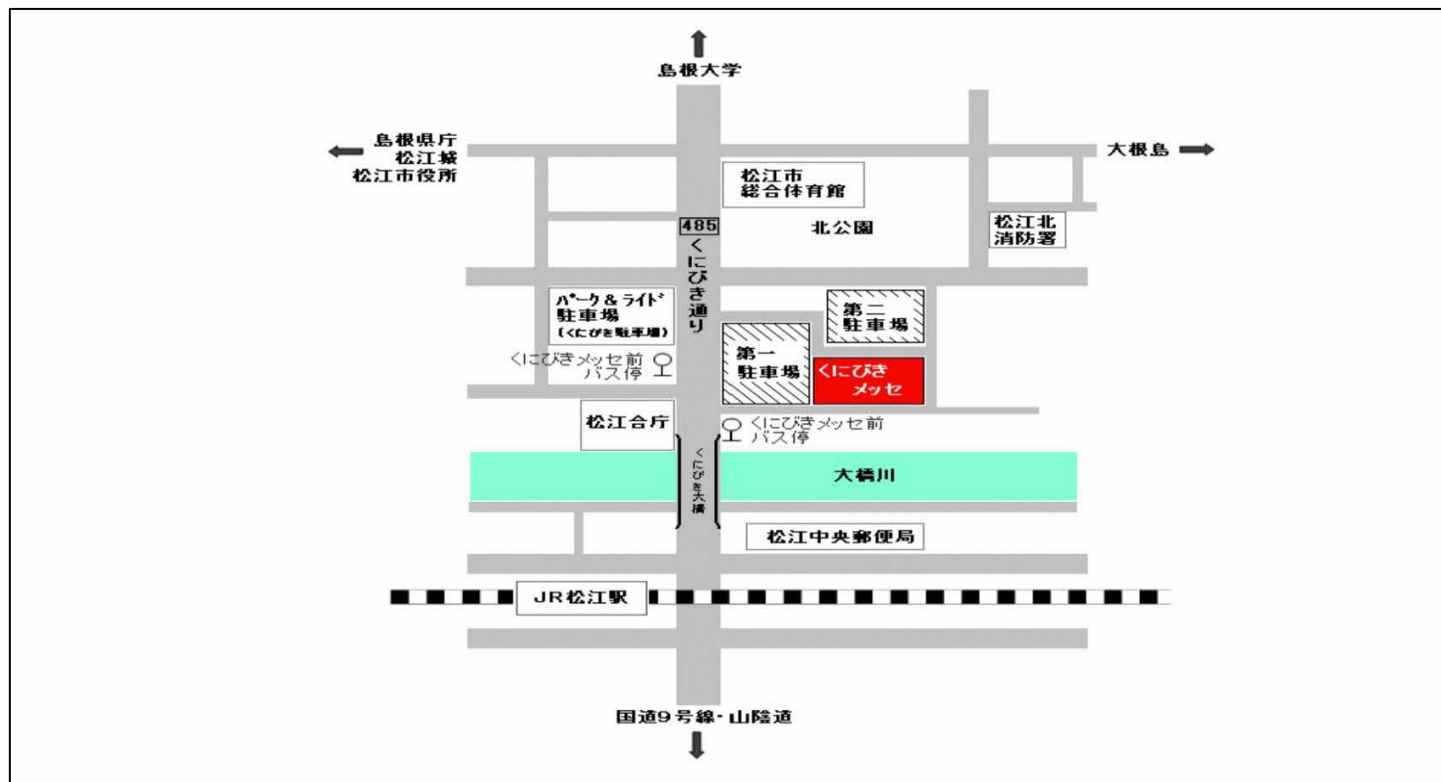 島根大学
島根県庁
松江城
松江市役所
大根島
松江市
総合体育館
485
くにびき通り
北公園
松江北
消防署
パーク&ライド
駐車場
(くにびき駐車場)
第二
駐車場
第一
駐車場
くにびきメッセ前
バス停
くにびき
メッセ
松江合庁
くにびきメッセ前
バス停
くにびき大橋
大橋川
松江中央郵便局
JR松江駅
国道9号線・山陰道